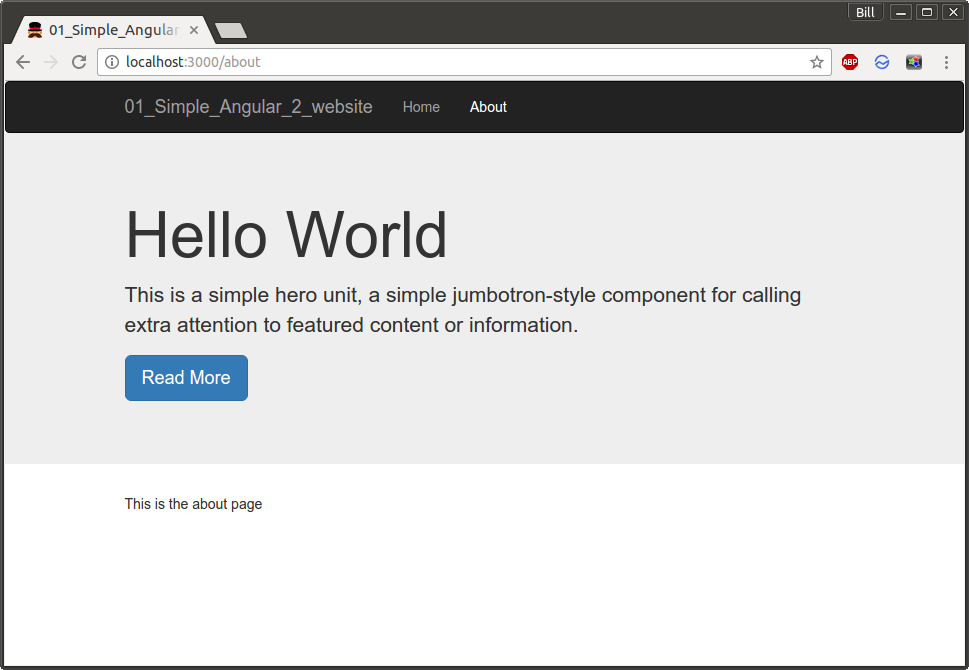 Bill
01_Simple_Angular
localhost:3000/about
ABP
01_Simple_Angular_2_website Home About
Hello World
This is a simple hero unit, a simple jumbotron-style component for calling
extra attention to featured content or information.
Read More
This is the about page